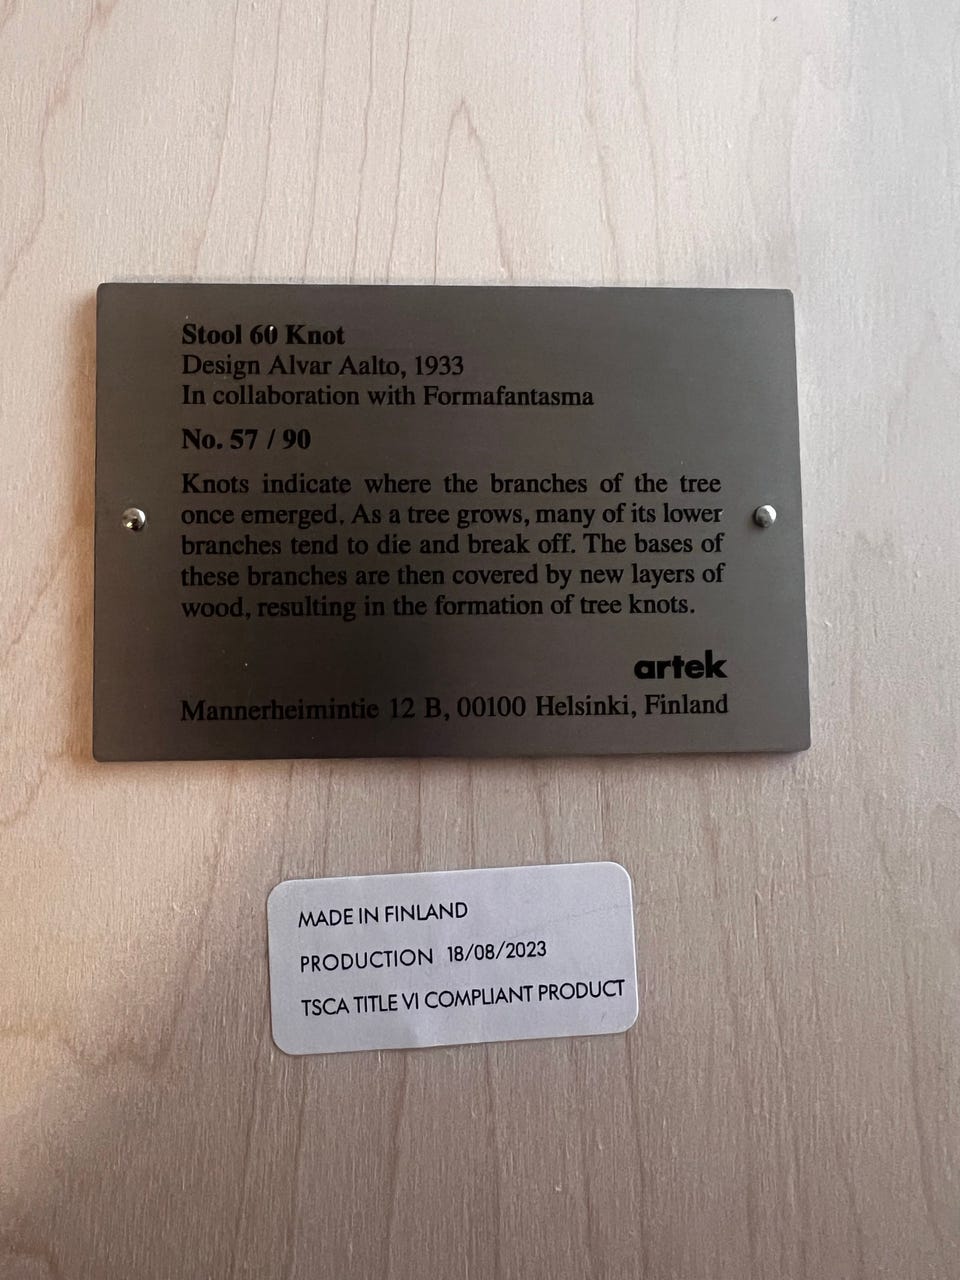 Stool 60 Knot
Design Alvar Aalto, 1933
In collaboration with Formafantasma
No. 57 / 90
Knots indicate where the branches of the tree
once emerged. As a tree grows, many of its lower
branches tend to die and break off. The bases of
these branches are then covered by new layers of
wood, resulting in the formation of tree knots.
artek
Mannerheimintie 12 B, 00100 Helsinki, Finland
MADE IN FINLAND
PRODUCTION 18/08/2023
TSCA TITLE VI COMPLIANT PRODUCT